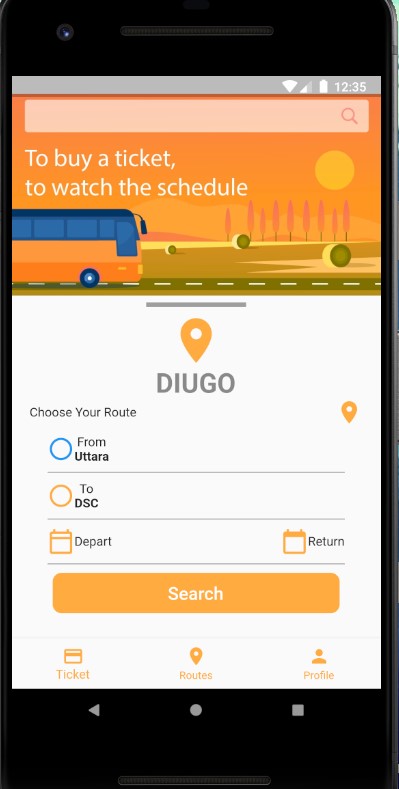 12:35
To buy a ticket,
to watch the schedule
DIUGO
Choose Your Route
From
Uttara
To
DSC
Depart
Return
Search
Ticket
Routes
Profile